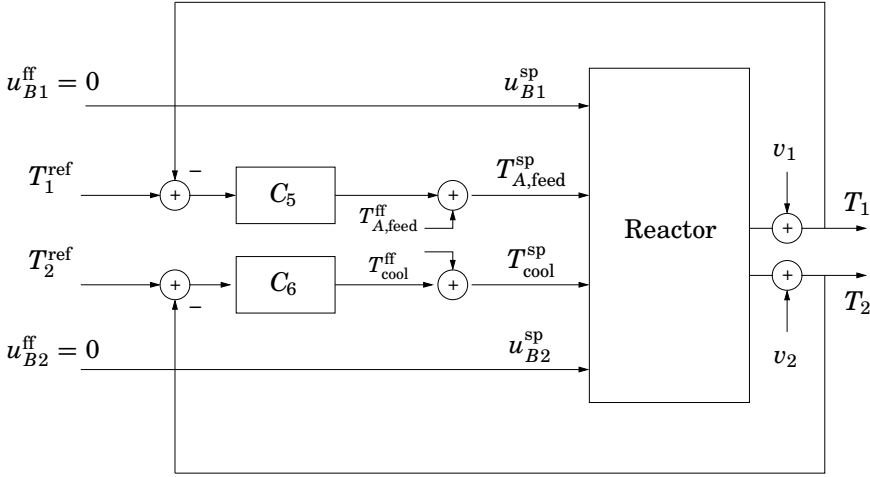 u_{B1}^{ff} = 0
u_{B1}^{sp}
T_1^{ref}
−
+
C_5
+
T_{A,feed}^{ff}
T_{A,feed}^{sp}
Reactor
v_1
+
T_1
T_2^{ref}
+
−
C_6
T_{cool}^{ff}
+
T_{cool}^{sp}
+
T_2
v_2
u_{B2}^{ff} = 0
u_{B2}^{sp}